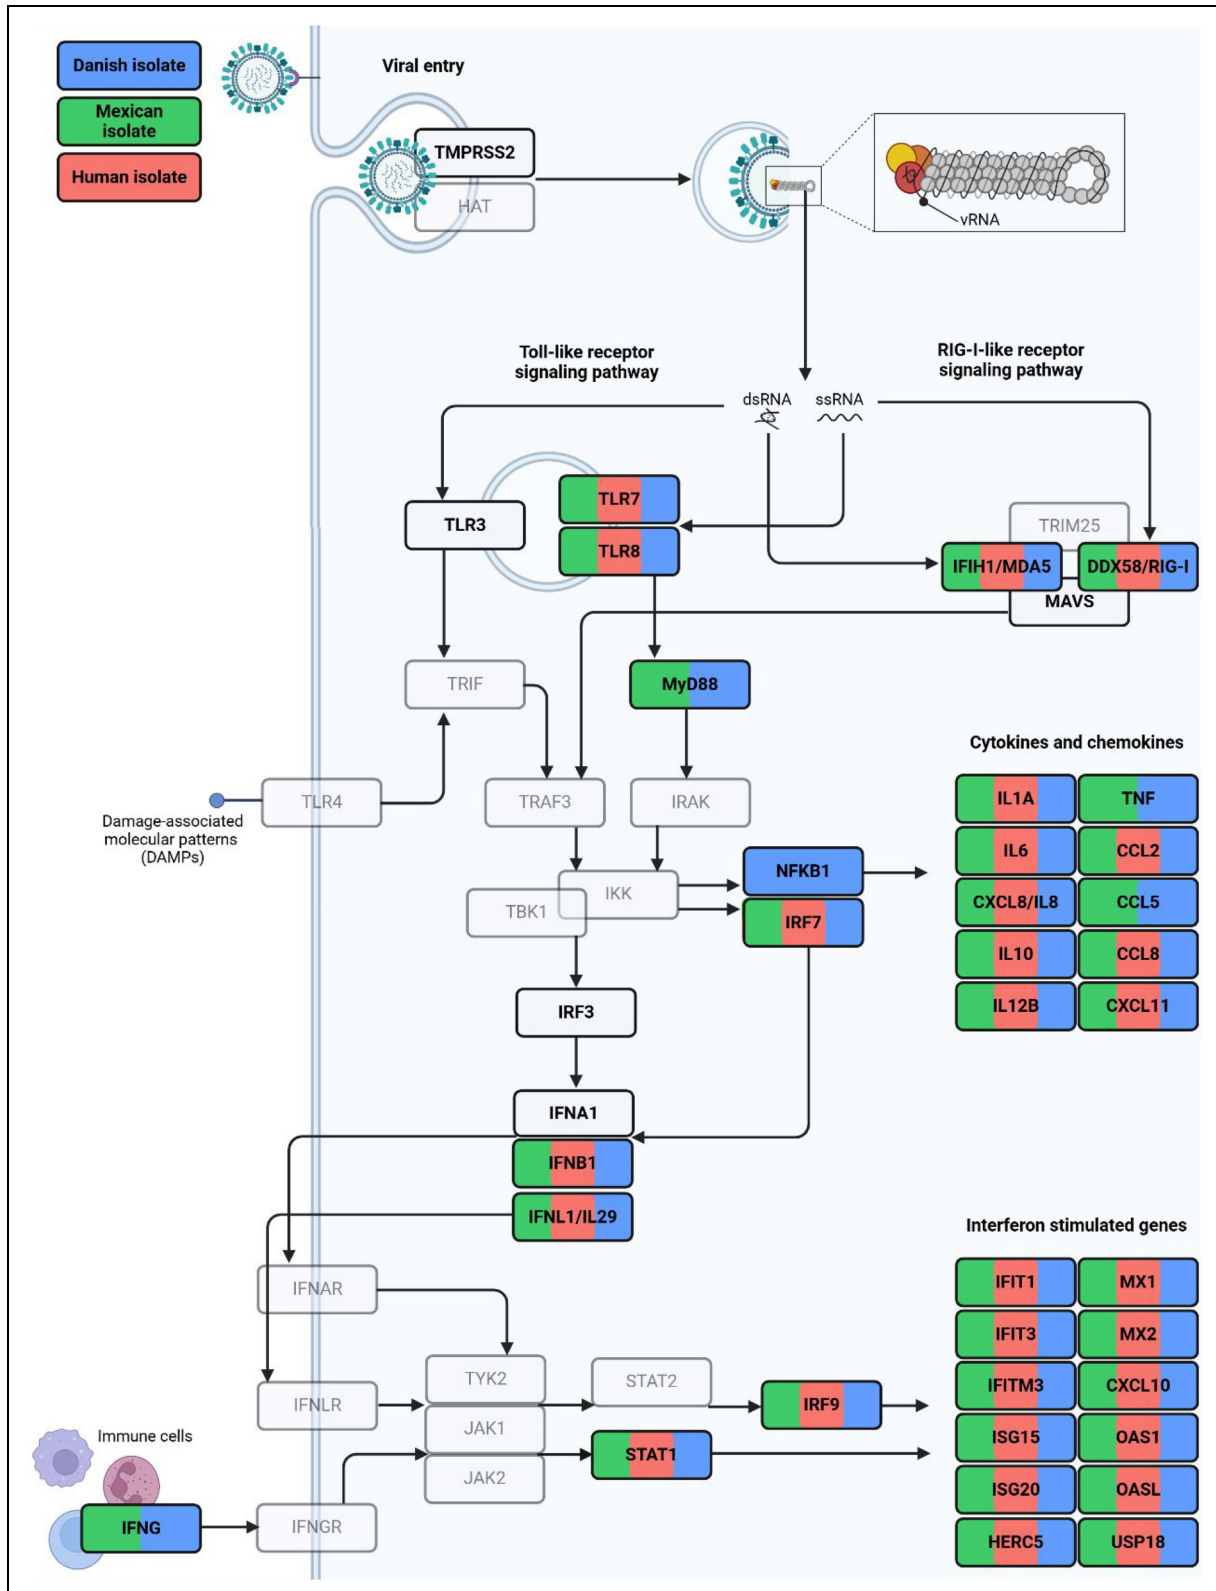 Danish isolate
Mexican
isolate
Human isolate
Viral entry
TMPRSS2
HAT
vRNA
Toll-like receptor
signaling pathway
RIG-I-like receptor
signaling pathway
dsRNA
ssRNA
TLR3
TLR7
TLR8
TRIM25
IFIH1/MDA5
DDX58/RIG-I
MAVS
TRIF
MyD88
TLR4
Damage-associated
molecular patterns
(DAMPs)
TRAF3
IRAK
TBK1
IKK
NFKB1
IRF7
Cytokines and chemokines
IL1A
TNF
IL6
CCL2
CXCL8/IL8
CCL5
IL10
CCL8
IL12B
CXCL11
IRF3
IFNA1
IFNB1
IFNL1/IL29
IFNAR
IFNLR
TYK2
JAK1
JAK2
STAT2
IRF9
STAT1
Immune cells
IFNG
IFNGR
Interferon stimulated genes
IFIT1
MX1
IFIT3
MX2
IFITM3
CXCL10
ISG15
OAS1
ISG20
OASL
HERC5
USP18